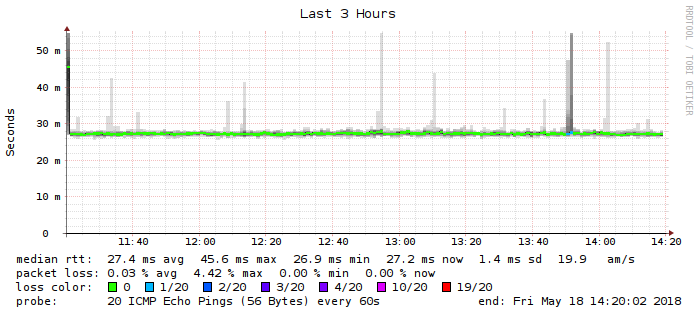 Last 3 Hours
RRDTOOL / TOBI OETIKER
Seconds
50 m
40 m
30 m
20 m
10 m
0
11:40 12:00 12:20 12:40 13:00 13:20 13:40 14:00 14:20
median rtt: 27.4 ms avg 45.6 ms max 26.9 ms min 27.2 ms now 1.4 ms sd 19.9 am/s
packet loss: 0.03 % avg 4.42 % max 0.00 % min 0.00 % now
loss color: 0 1/20 2/20 3/20 4/20 10/20 19/20
probe: 20 ICMP Echo Pings (56 Bytes) every 60s end: Fri May 18 14:20:02 2018